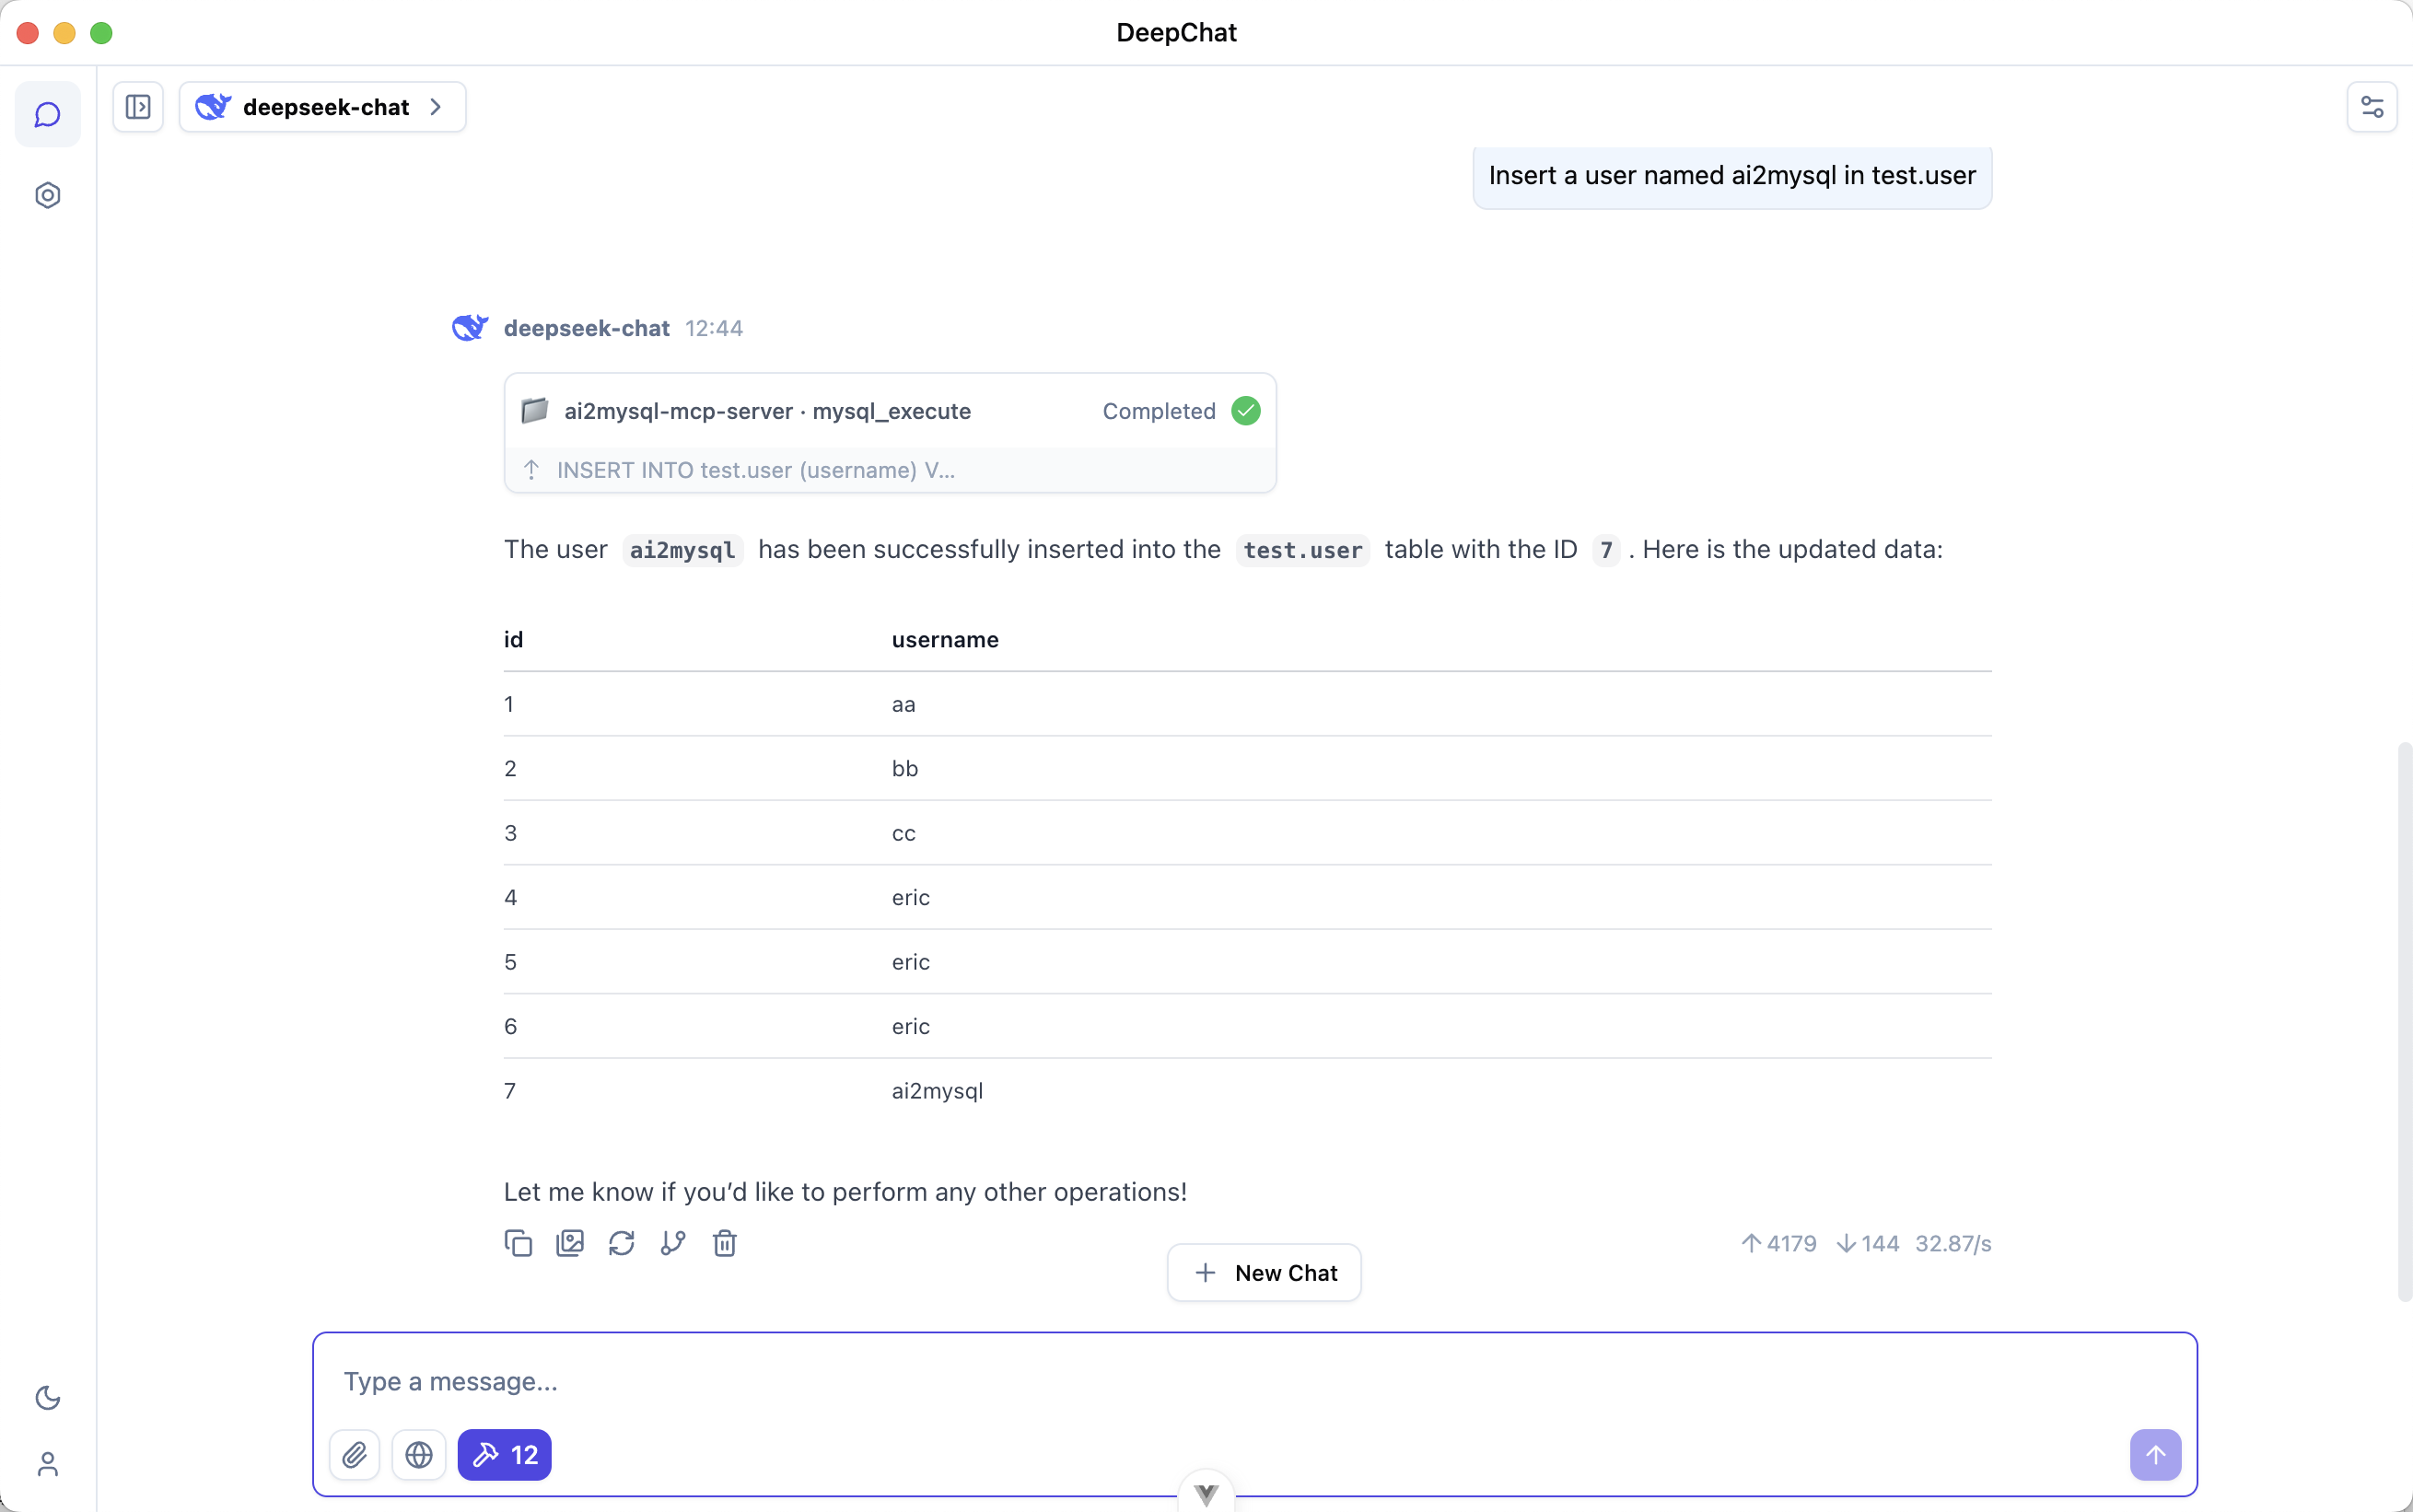 DeepChat
deepseek-chat
Insert a user named ai2mysql in test.user
deepseek-chat 12:44
ai2mysql-mcp-server · mysql_execute Completed
INSERT INTO test.user (username) V...
The user ai2mysql has been successfully inserted into the test.user table with the ID 7 . Here is the updated data:
id username
1 aa
2 bb
3 cc
4 eric
5 eric
6 eric
7 ai2mysql
Let me know if you’d like to perform any other operations!
4179 144 32.87/s
New Chat
Type a message...
12